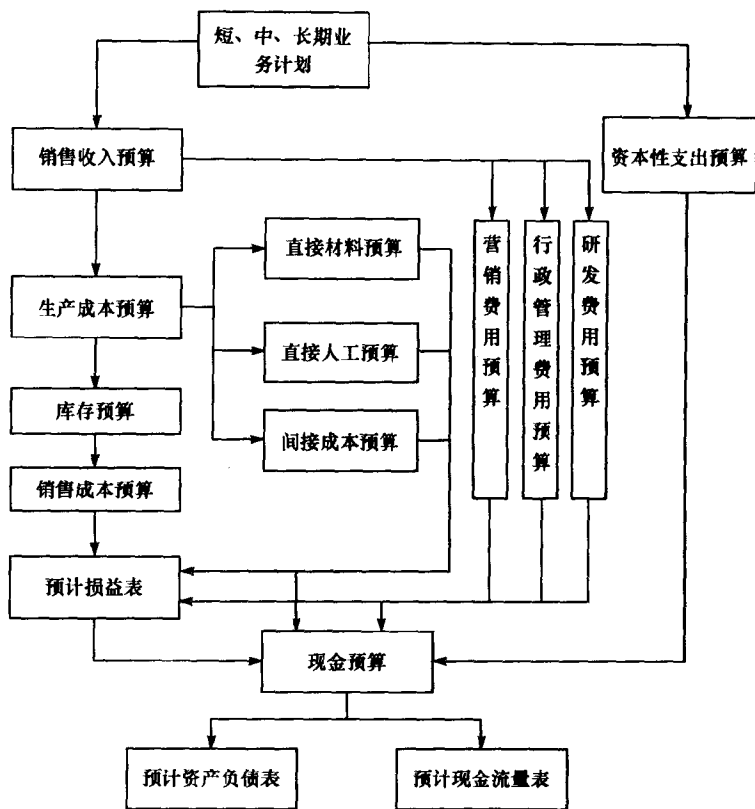 短、中、长期业
务计划
销售收入预算
资本性支出预算
营销费用预算
行政管理费用预算
研发费用预算
直接材料预算
生产成本预算
直接人工预算
库存预算
间接成本预算
销售成本预算
预计损益表
现金预算
预计资产负债表
预计现金流量表